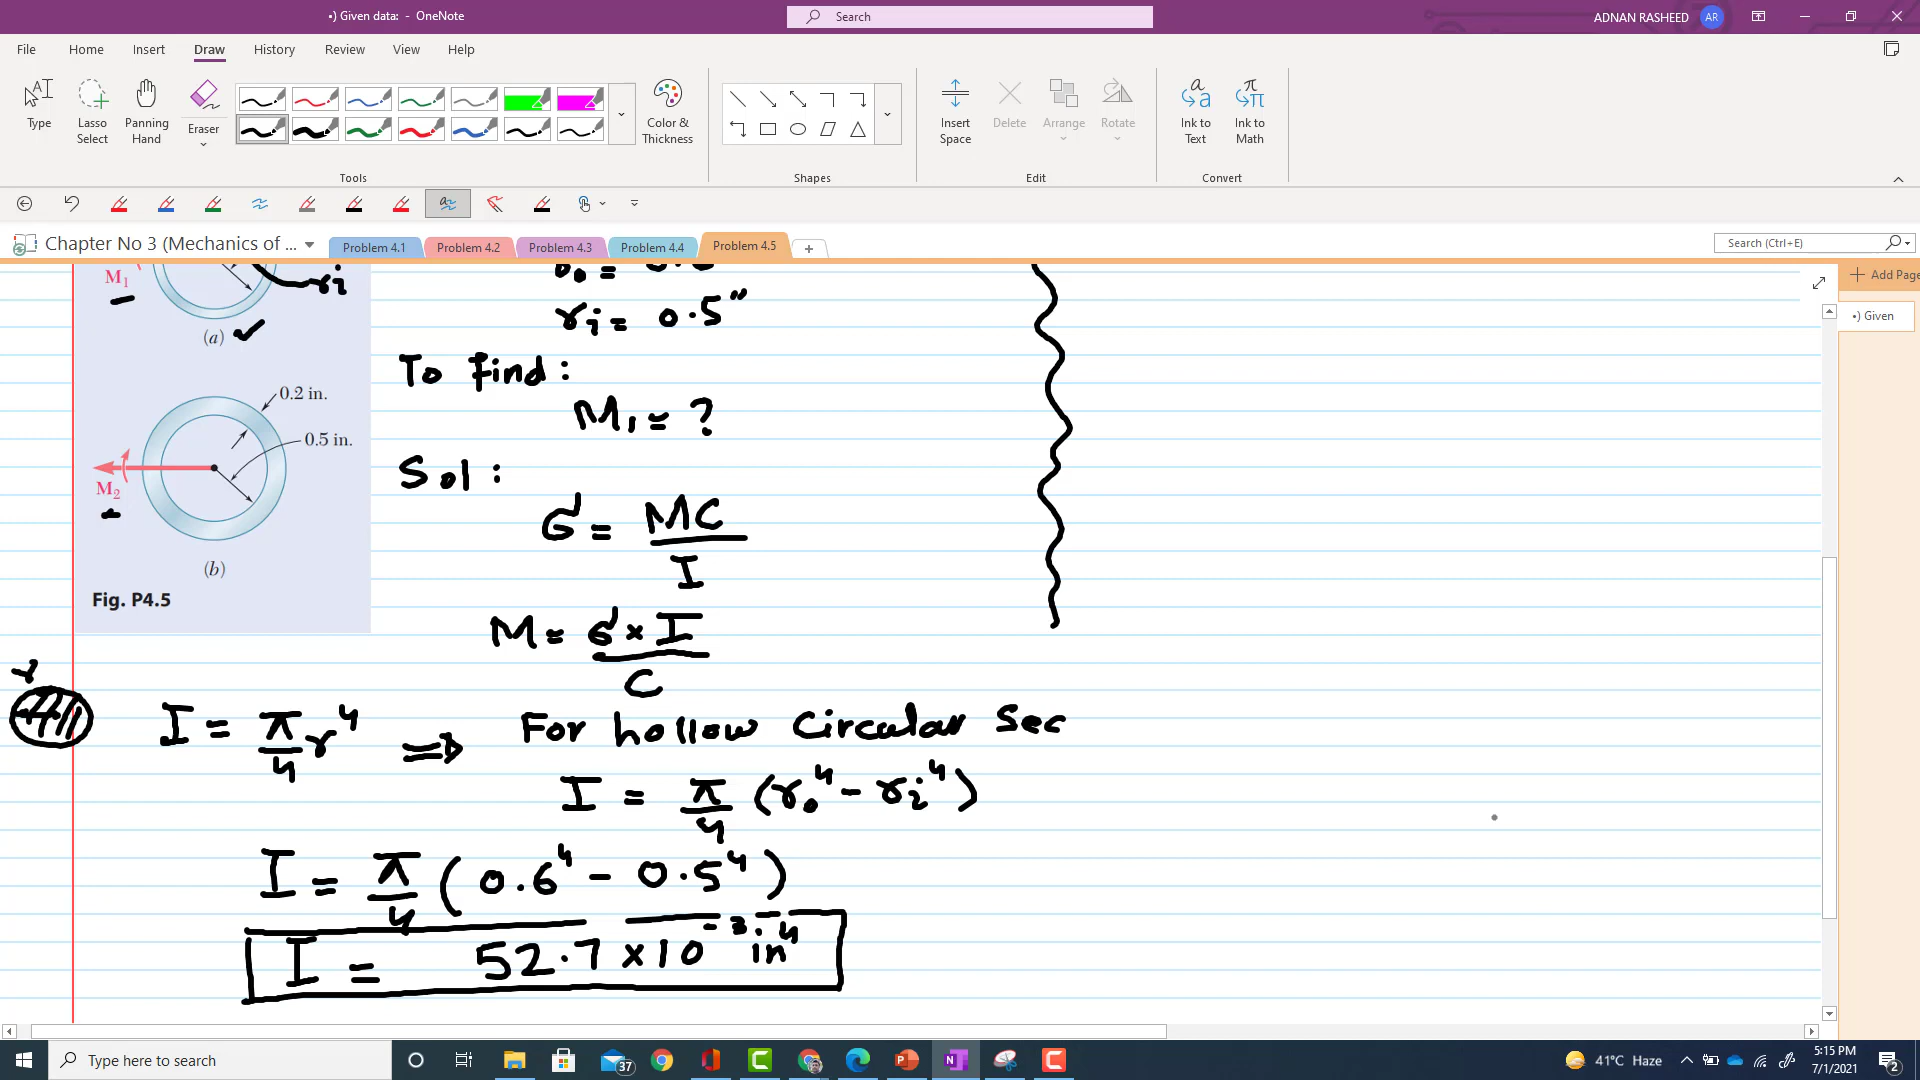 •) Given data: - OneNote
Search
ADNAN RASHEED
AR
File Home Insert Draw History Review View Help
Type
Lasso Select
Panning Hand
Eraser
Color & Thickness
Insert Space
Delete
Arrange
Rotate
Ink to Text
Ink to Math
Tools
Shapes
Edit
Convert
Chapter No 3 (Mechanics of ...
Problem 4.1
Problem 4.2
Problem 4.3
Problem 4.4
Problem 4.5
Search (Ctrl+E)
Add Page
•) Given
M1
ri
(a)
0.2 in.
0.5 in.
M2
(b)
Fig. P4.5
ri = 0.5"
To find:
M1 = ?
Sol:
σ = MC
I
M = σ × I
C
I = π/4 r⁴ ⇒ For hollow Circular Sec
I = π/4 (ro⁴ - ri⁴)
I = π/4 (0.6⁴ - 0.5⁴)
I = 52.7 × 10⁻³ in⁴
Type here to search
37
41°C Haze
5:15 PM
7/1/2021
2